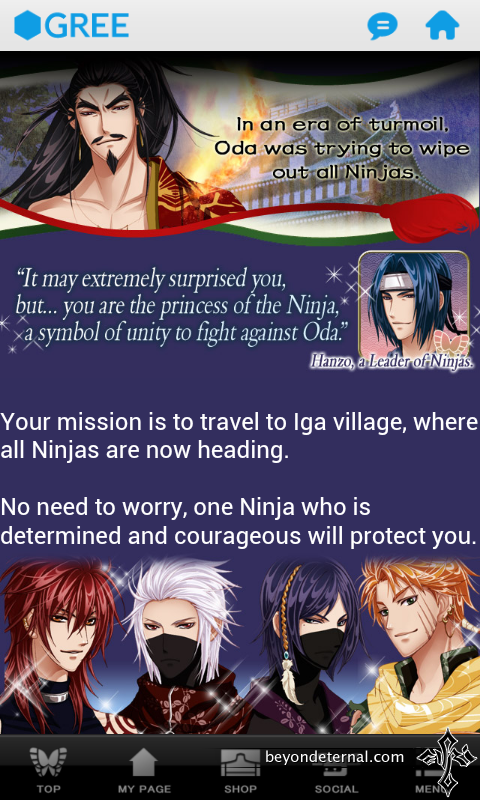 GREE
In an era of turmoil,
Oda was trying to wipe
out all Ninjas.
“It may extremely surprised you,
but... you are the princess of the Ninja,
a symbol of unity to fight against Oda.”
Hanzo, a Leader of Ninjas.
Your mission is to travel to Iga village, where
all Ninjas are now heading.
No need to worry, one Ninja who is
determined and courageous will protect you.
beyondeternal.com
TOP MY PAGE SHOP SOCIAL MENU